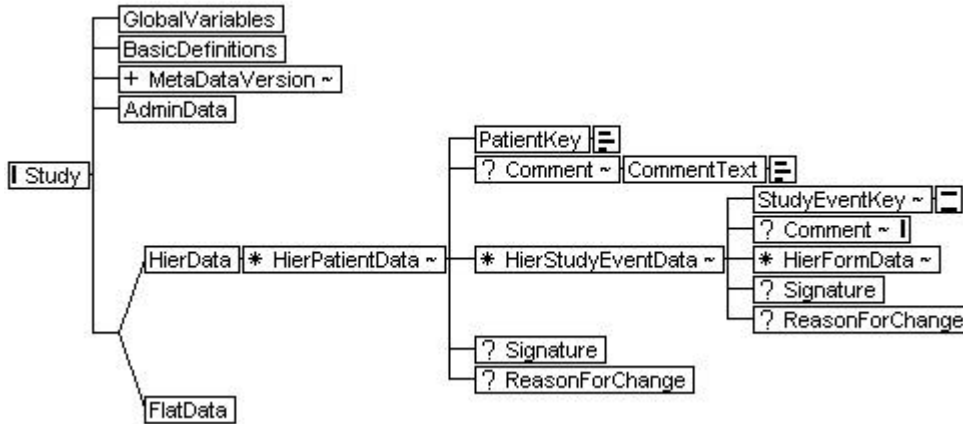 GlobalVariables
BasicDefinitions
+ MetaDataVersion ~
AdminData
Study
PatientKey
? Comment ~ CommentText
StudyEventKey ~
? Comment ~
HierData * HierPatientData ~ * HierStudyEventData ~ * HierFormData ~
? Signature
? ReasonForChange
? Signature
? ReasonForChange
FlatData